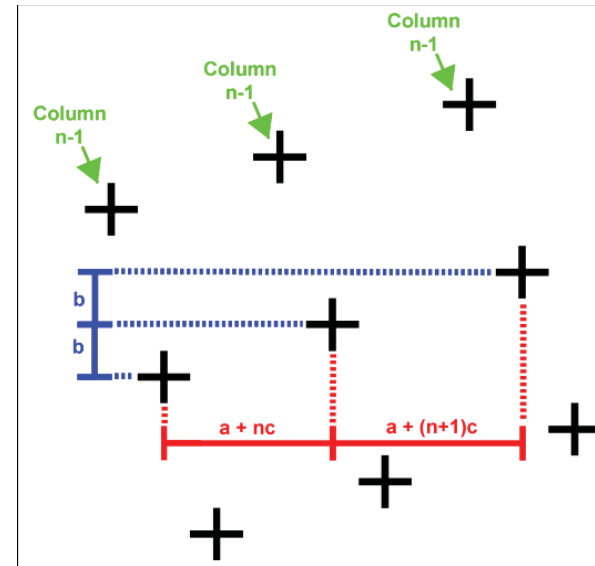 Column
n-1
Column
n-1
Column
n-1
b
b
a + nc
a + (n+1)c